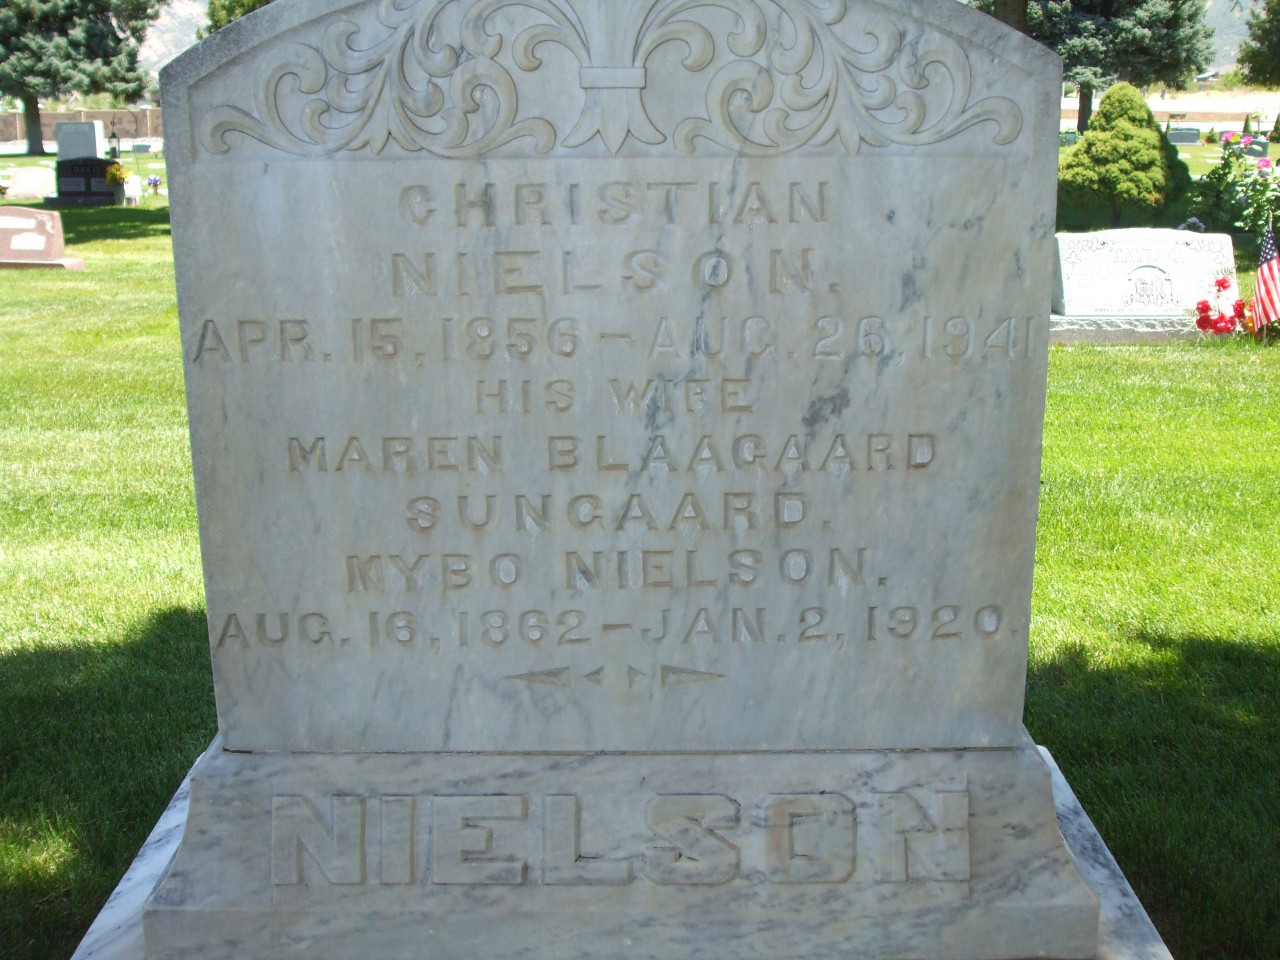 CHRISTIAN
NIELSON.
APR. 15, 1856 – AUG. 26, 1941
HIS WIFE
MAREN BLAAGAARD
SUNGAARD.
MYBO NIELSON.
AUG. 16, 1862 – JAN. 2, 1920.
NIELSON
DAVIS